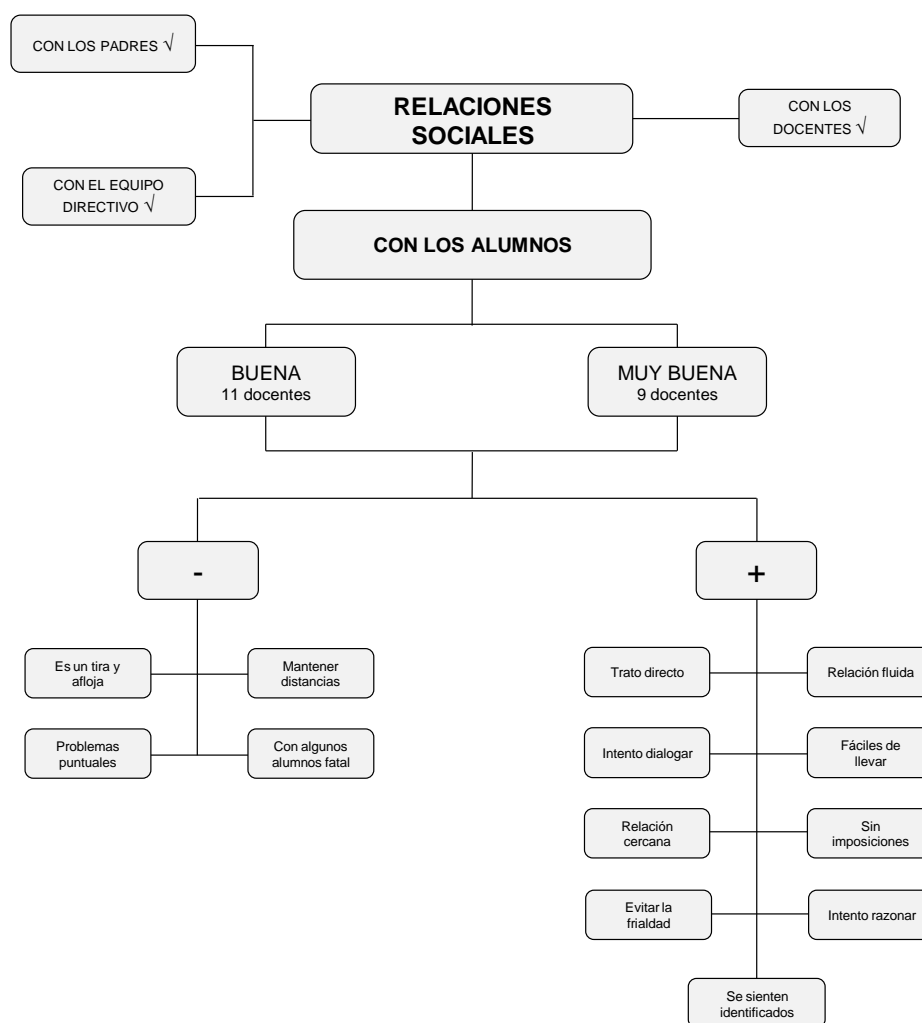 CON LOS PADRES √
RELACIONES
SOCIALES
CON LOS
DOCENTES √
CON EL EQUIPO
DIRECTIVO √
CON LOS ALUMNOS
BUENA
11 docentes
MUY BUENA
9 docentes
-
+
Es un tira y
afloja
Mantener
distancias
Problemas
puntuales
Con algunos
alumnos fatal
Trato directo
Relación fluida
Intento dialogar
Fáciles de
llevar
Relación
cercana
Sin
imposiciones
Evitar la
frialdad
Intento razonar
Se sienten
identificados